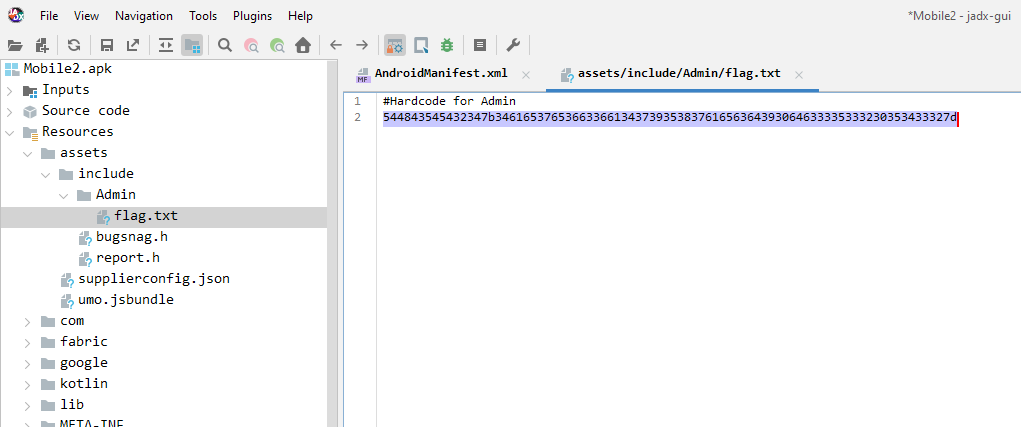 File View Navigation Tools Plugins Help *Mobile2 - jadx-gui
Mobile2.apk
Inputs
Source code
Resources
assets
include
Admin
flag.txt
bugsnag.h
report.h
supplierconfig.json
umo.jsbundle
com
fabric
google
kotlin
lib
META-INF
MF AndroidManifest.xml × assets/include/Admin/flag.txt ×
1 #Hardcode for Admin
2 544843545432347b34616537653663366134373935383761656364393064633335333230353433327d